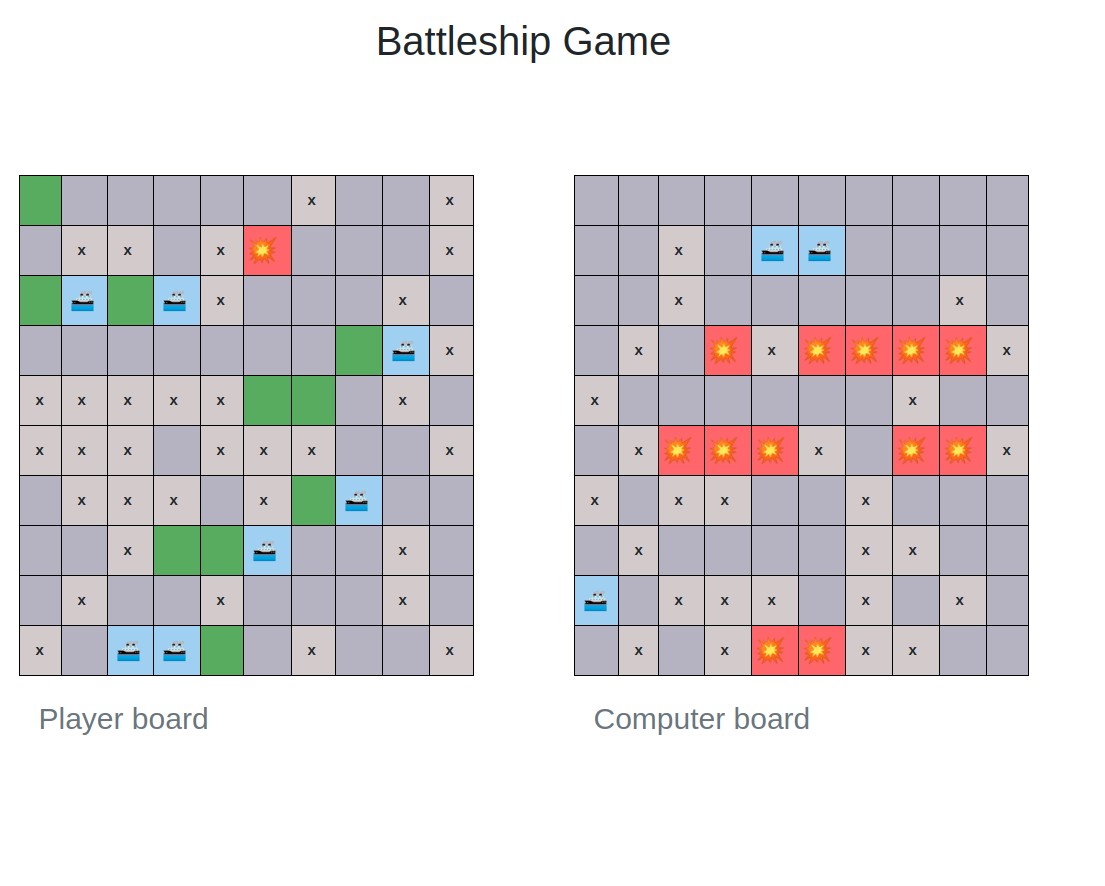 Battleship Game
x x
x x x x
x x
x
x x x x x x
x x x x x x x
x x x x
x x
x x x
x x x
Player board
x
x x
x x x
x x
x x x
x x x x
x x x
x x x x x
x x x x
Computer board